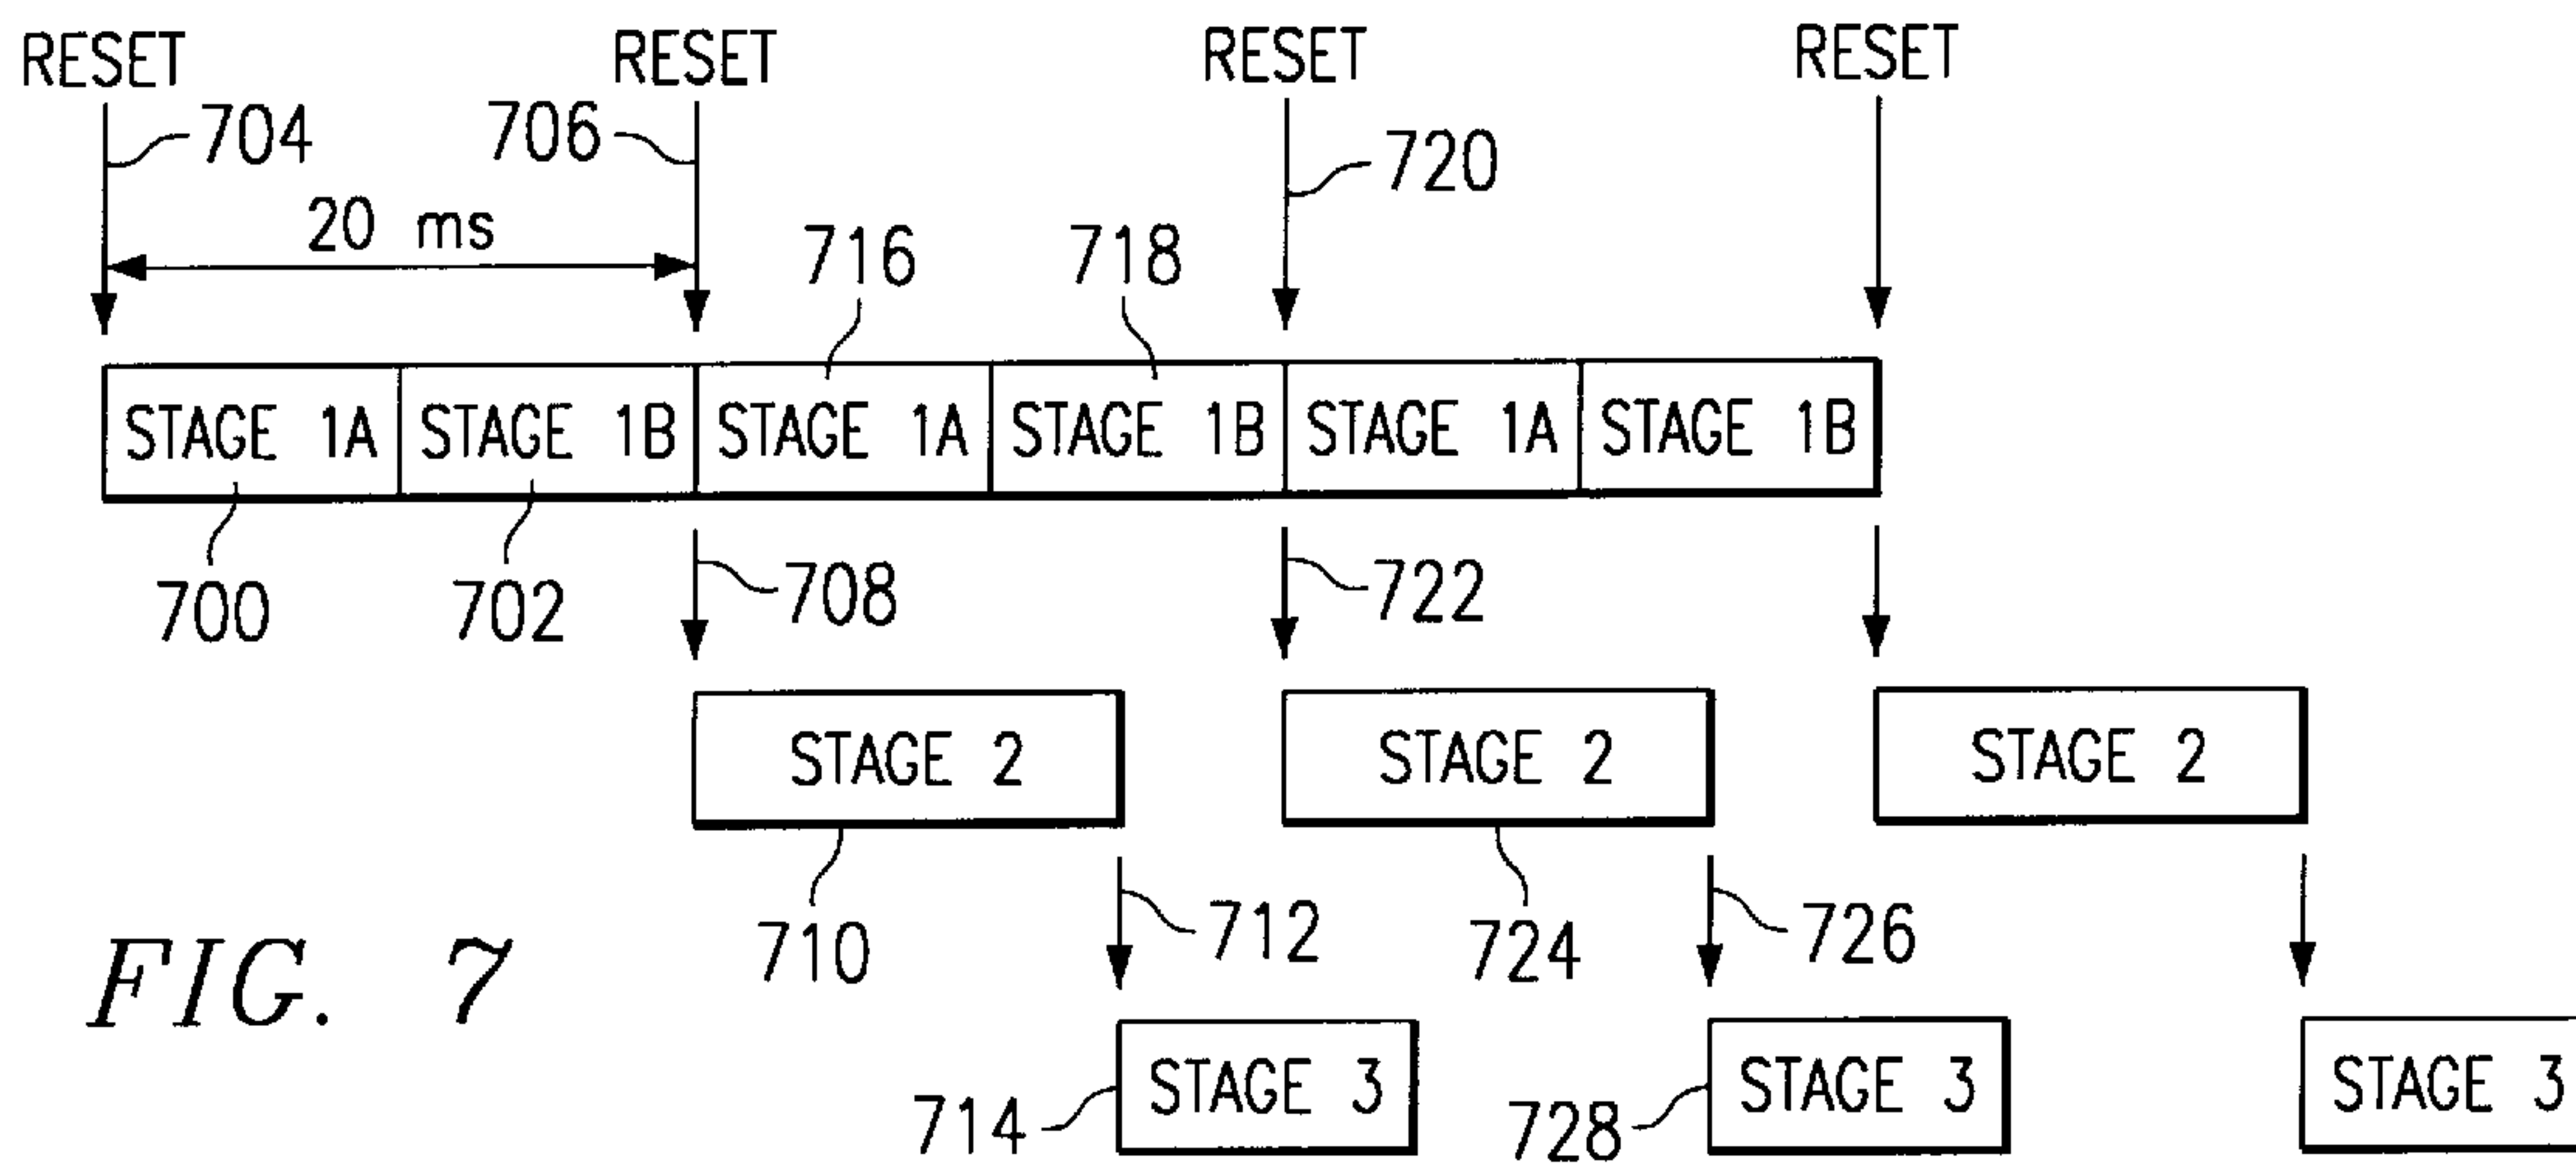 RESET RESET RESET RESET
704 706 720
20 ms 716 718
STAGE 1A STAGE 1B STAGE 1A STAGE 1B STAGE 1A STAGE 1B
700 702 708 722
STAGE 2 STAGE 2 STAGE 2
710 712 724 726
FIG. 7
STAGE 3 STAGE 3 STAGE 3
714 728